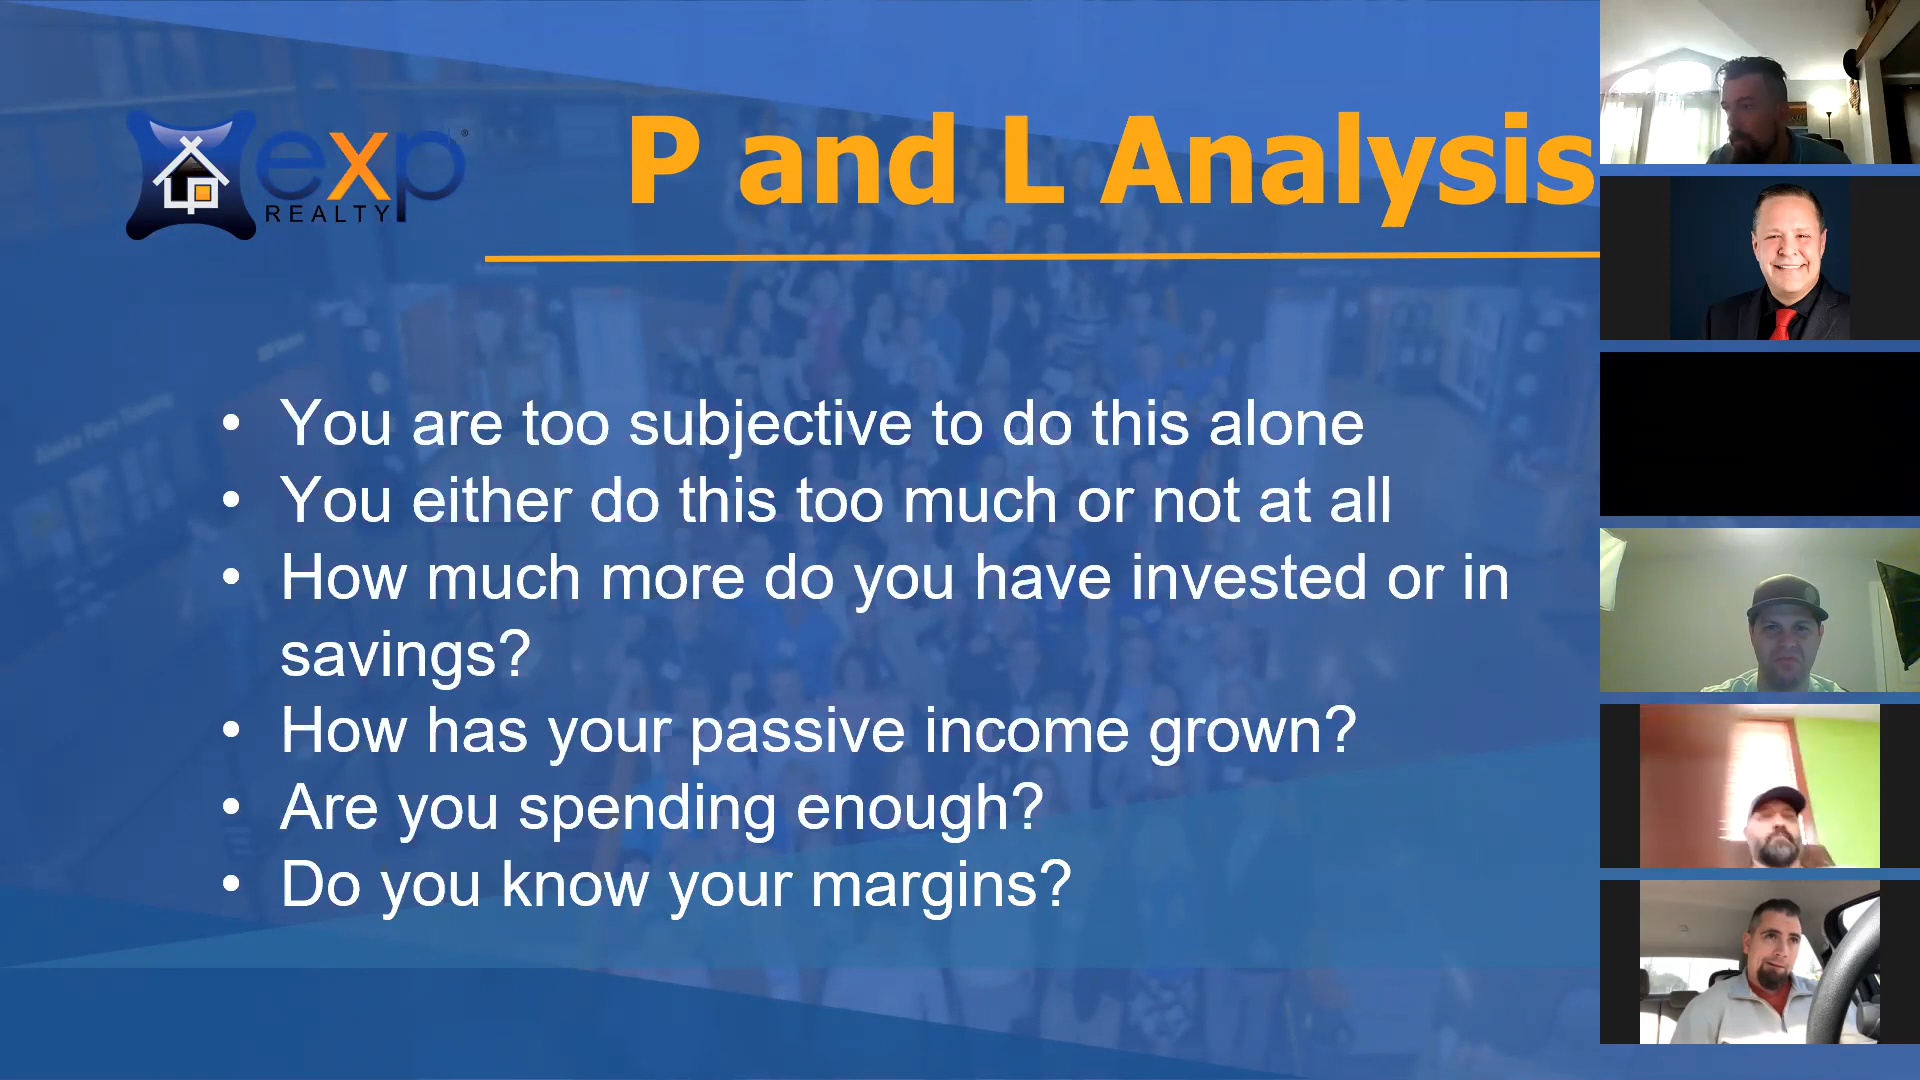 exp®
REALTY
P and L Analysis
• You are too subjective to do this alone
• You either do this too much or not at all
• How much more do you have invested or in
savings?
• How has your passive income grown?
• Are you spending enough?
• Do you know your margins?